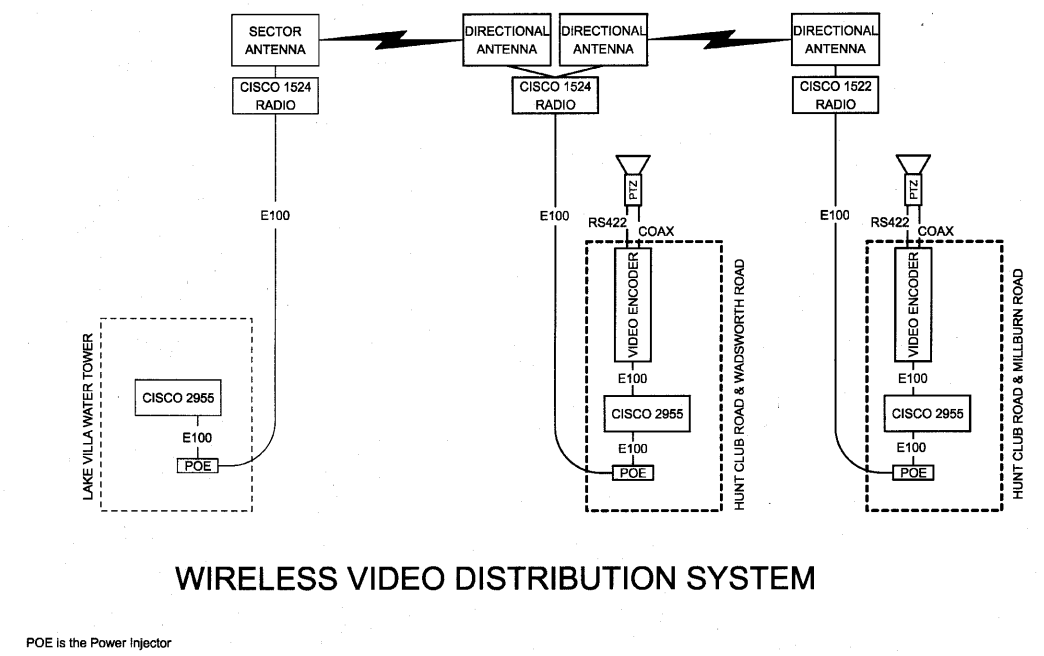 SECTOR
ANTENNA
DIRECTIONAL
ANTENNA
DIRECTIONAL
ANTENNA
DIRECTIONAL
ANTENNA
CISCO 1524
RADIO
CISCO 1524
RADIO
CISCO 1522
RADIO
PTZ
PTZ
E100
E100
RS422
COAX
E100
RS422
COAX
LAKE VILLA WATER TOWER
CISCO 2955
E100
POE
VIDEO ENCODER
E100
CISCO 2955
E100
POE
HUNT CLUB ROAD & WADSWORTH ROAD
VIDEO ENCODER
E100
CISCO 2955
E100
POE
HUNT CLUB ROAD & MILLBURN ROAD
WIRELESS VIDEO DISTRIBUTION SYSTEM
POE is the Power Injector